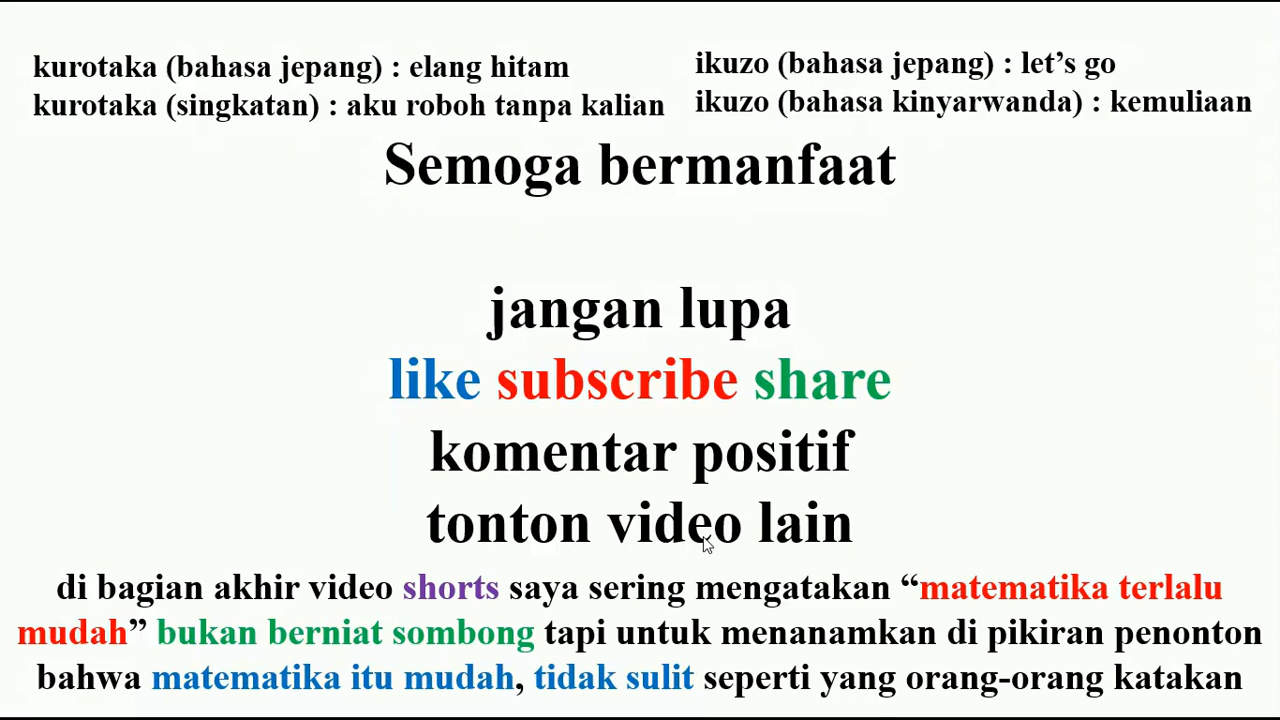 kurotaka (bahasa jepang) : elang hitam
kurotaka (singkatan) : aku roboh tanpa kalian
ikuzo (bahasa jepang) : let’s go
ikuzo (bahasa kinyarwanda) : kemuliaan
Semoga bermanfaat
jangan lupa
like subscribe share
komentar positif
tonton video lain
di bagian akhir video shorts saya sering mengatakan “matematika terlalu
mudah” bukan berniat sombong tapi untuk menanamkan di pikiran penonton
bahwa matematika itu mudah, tidak sulit seperti yang orang-orang katakan